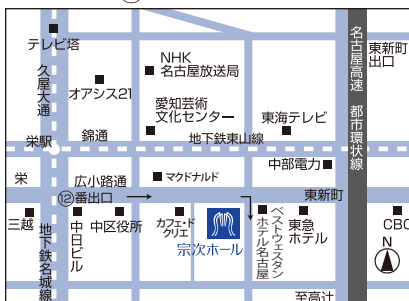 テレビ塔
久屋大通
オアシス21
NHK
名古屋放送局
愛知芸術
文化センター
東海テレビ
名古屋高速 都市環状線
東新町
出口
栄駅
錦通
地下鉄東山線
中部電力
栄
広小路通
マクドナルド
東新町
⑫番出口
三越
地下鉄名城線
中日ビル
中区役所
カフェ・ド
クリエ
宗次ホール
ベストウェスタン
ホテル名古屋
東急
ホテル
CBC
N
至高辻